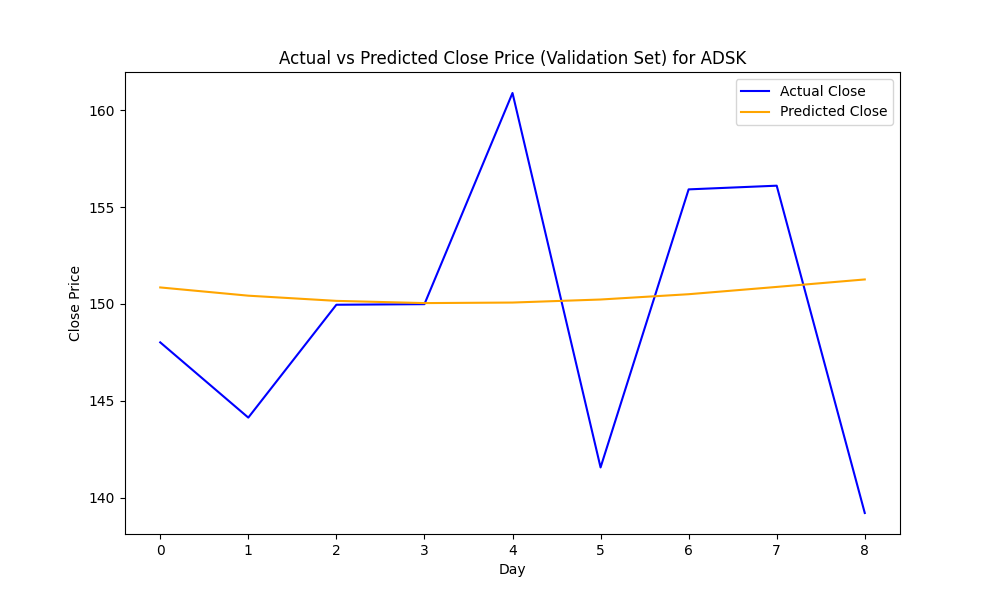 Actual vs Predicted Close Price (Validation Set) for ADSK
Actual Close
Predicted Close
Close Price
160
155
150
145
140
0 1 2 3 4 5 6 7 8
Day